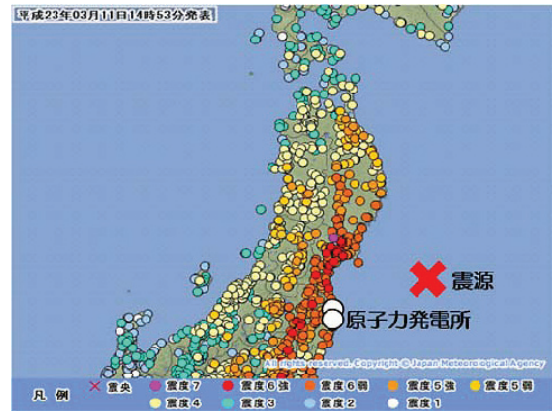 平成23年03月11日14時53分発表
震源
原子力発電所
All rights reserved. Copyright © Japan Meteorological Agency
凡例 震央 震度7 震度6強 震度6弱 震度5強 震度5弱
震度4 震度3 震度2 震度1